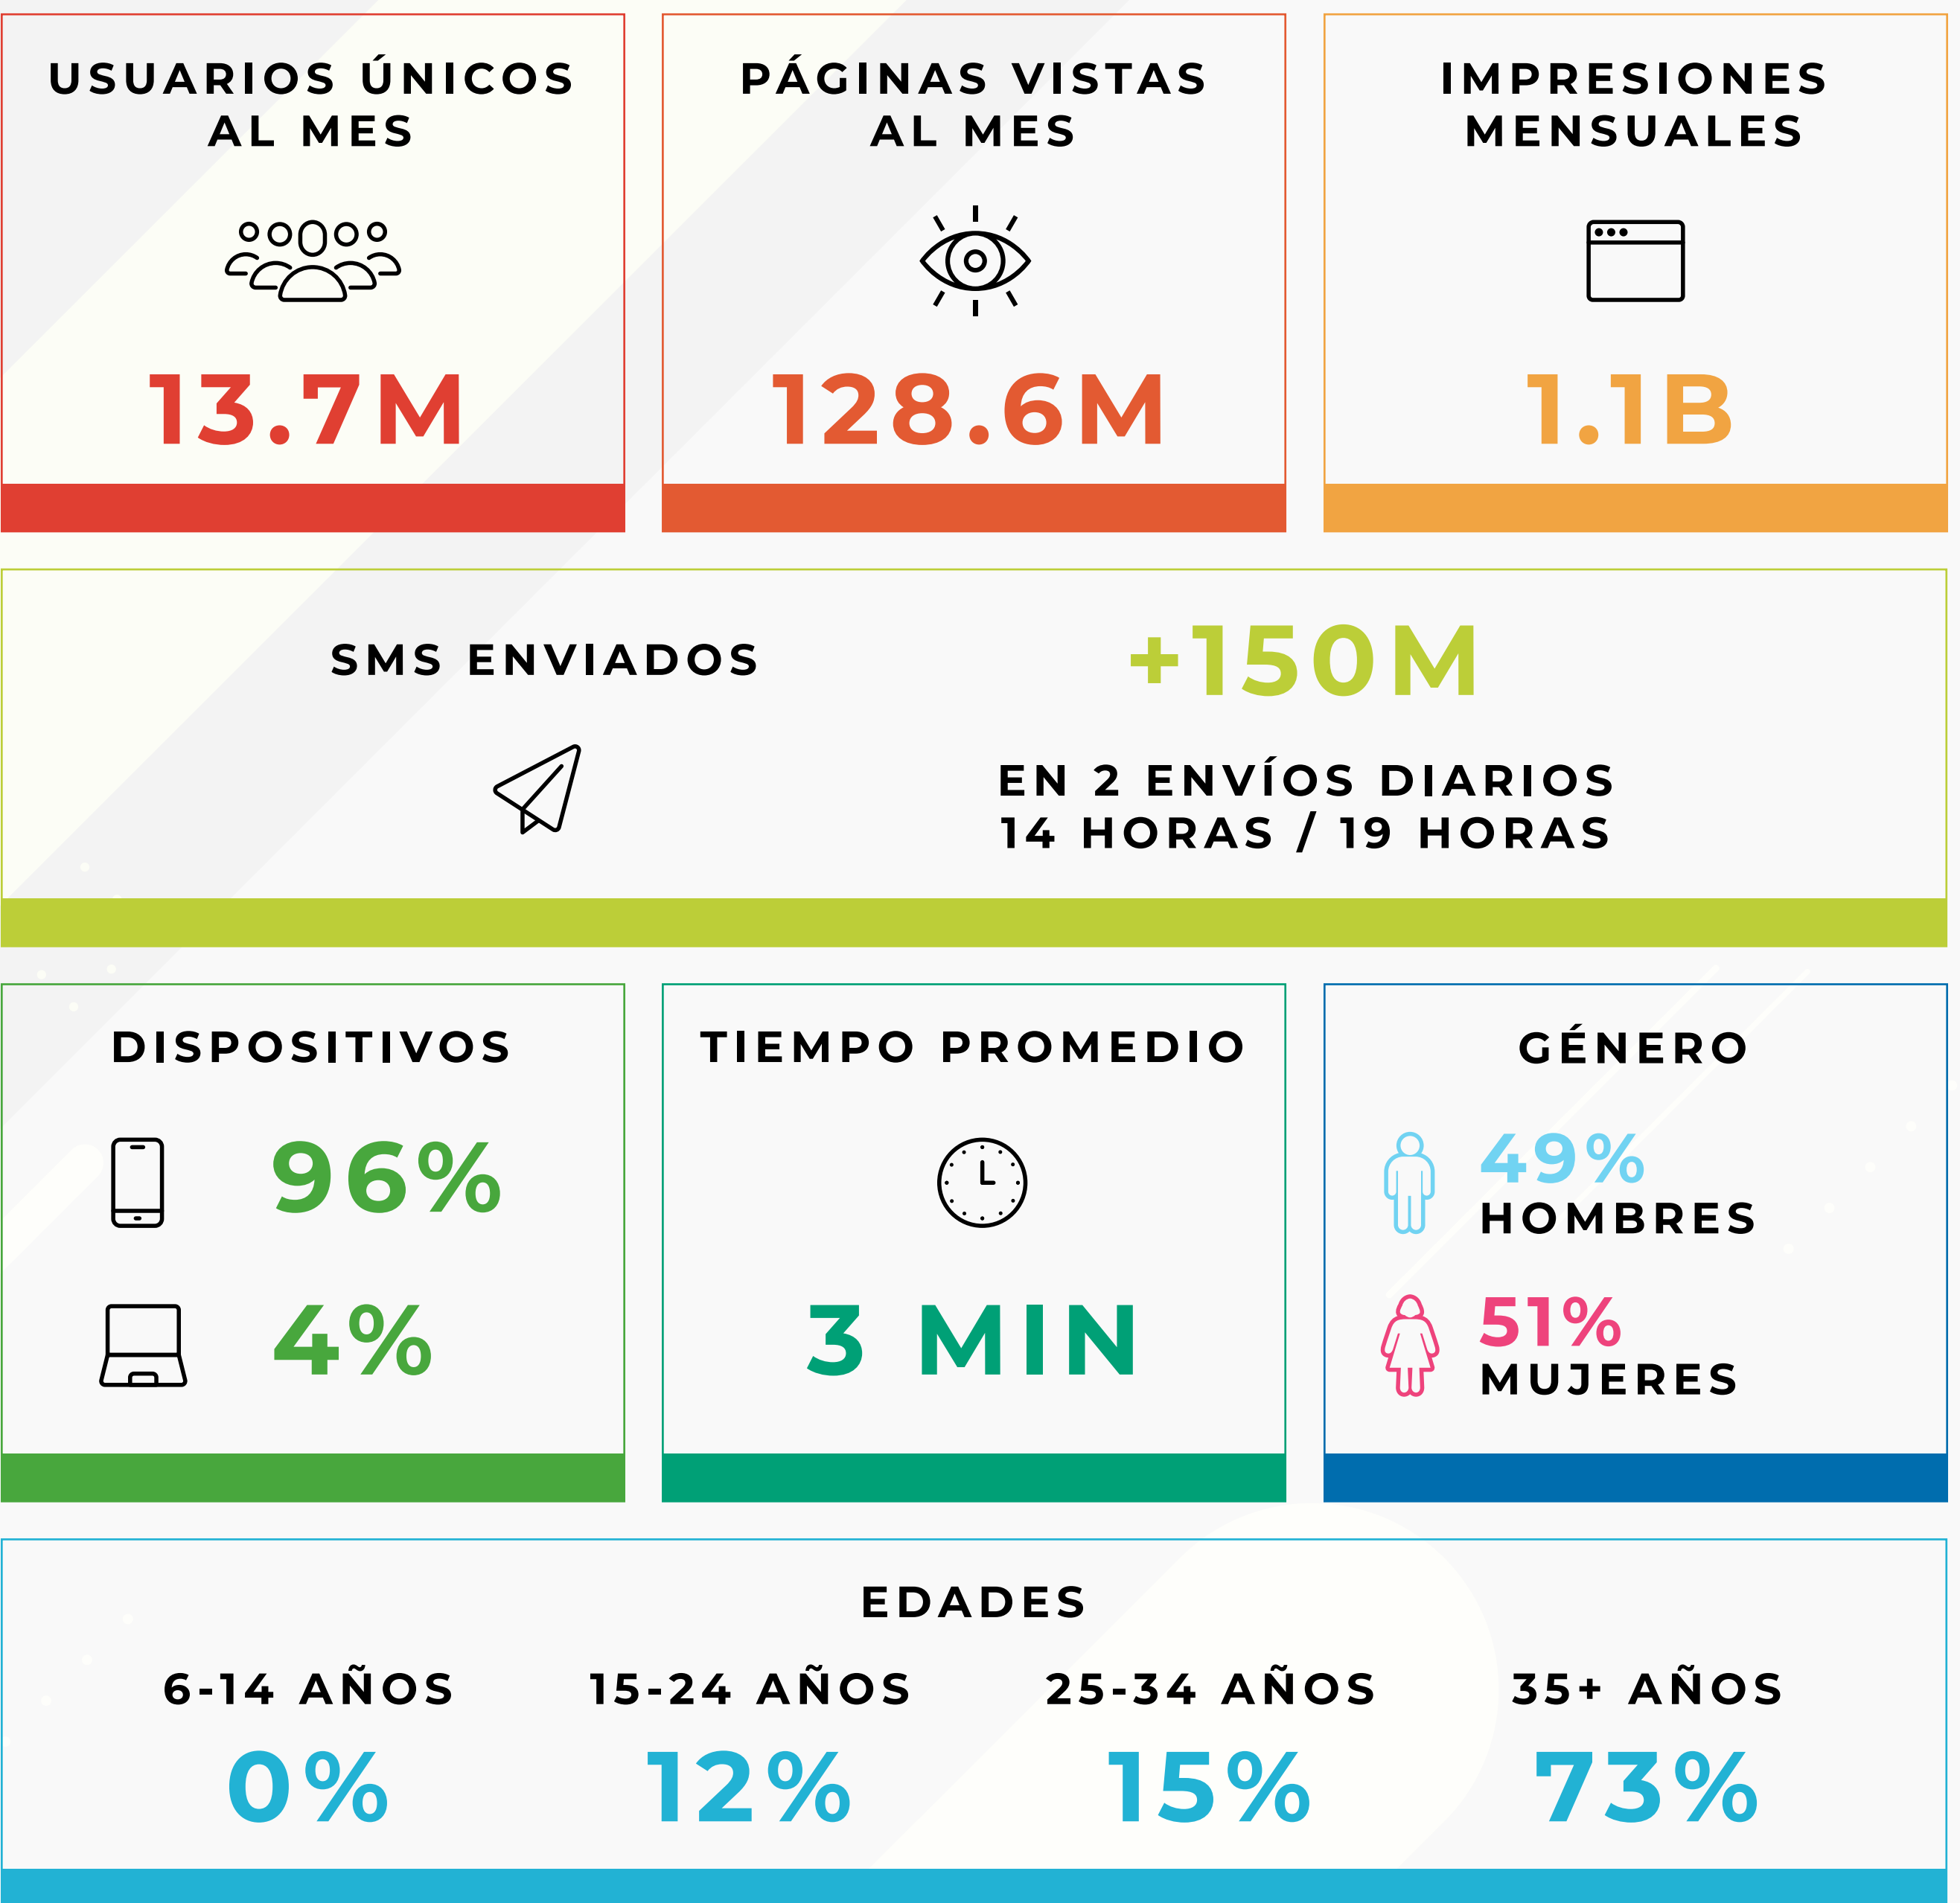 USUARIOS ÚNICOS
AL MES
13.7M
PÁGINAS VISTAS
AL MES
128.6M
IMPRESIONES
MENSUALES
1.1B
SMS ENVIADOS
+150M
EN 2 ENVÍOS DIARIOS
14 HORAS / 19 HORAS
DISPOSITIVOS
96%
4%
TIEMPO PROMEDIO
3 MIN
GÉNERO
49%
HOMBRES
51%
MUJERES
EDADES
6-14 AÑOS
0%
15-24 AÑOS
12%
25-34 AÑOS
15%
35+ AÑOS
73%